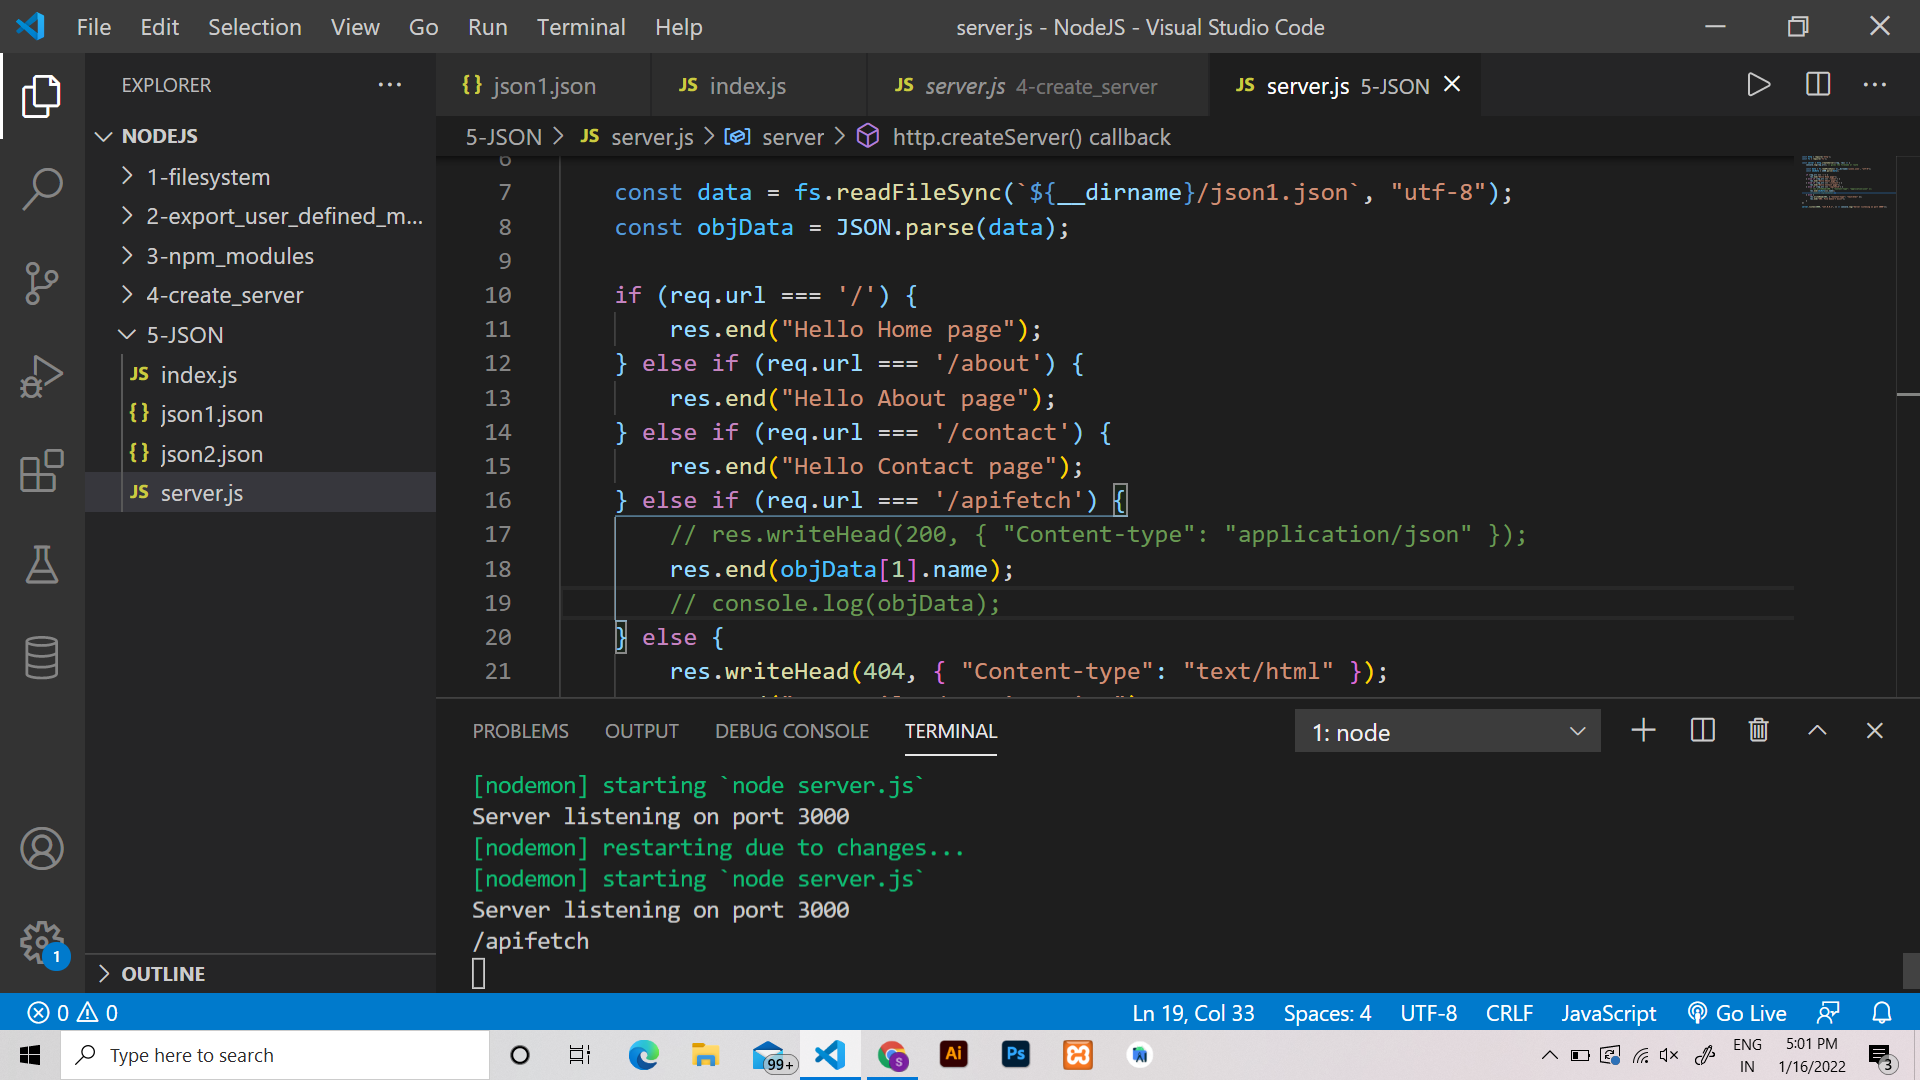 File Edit Selection View Go Run Terminal Help
server.js - NodeJS - Visual Studio Code
EXPLORER
NODEJS
1-filesystem
2-export_user_defined_m...
3-npm_modules
4-create_server
5-JSON
JS index.js
{} json1.json
{} json2.json
JS server.js
OUTLINE
{} json1.json JS index.js JS server.js 4-create_server JS server.js 5-JSON
5-JSON > JS server.js > server > http.createServer() callback
6
7 const data = fs.readFileSync(`${__dirname}/json1.json`, "utf-8");
8 const objData = JSON.parse(data);
9
10 if (req.url === '/') {
11 res.end("Hello Home page");
12 } else if (req.url === '/about') {
13 res.end("Hello About page");
14 } else if (req.url === '/contact') {
15 res.end("Hello Contact page");
16 } else if (req.url === '/apifetch') {
17 // res.writeHead(200, { "Content-type": "application/json" });
18 res.end(objData[1].name);
19 // console.log(objData);
20 } else {
21 res.writeHead(404, { "Content-type": "text/html" });
PROBLEMS OUTPUT DEBUG CONSOLE TERMINAL
1: node
[nodemon] starting `node server.js`
Server listening on port 3000
[nodemon] restarting due to changes...
[nodemon] starting `node server.js`
Server listening on port 3000
/apifetch
1
0 0
Ln 19, Col 33 Spaces: 4 UTF-8 CRLF JavaScript Go Live
Type here to search
99+
S
Ai
Ps
ENG
IN
5:01 PM
1/16/2022
3